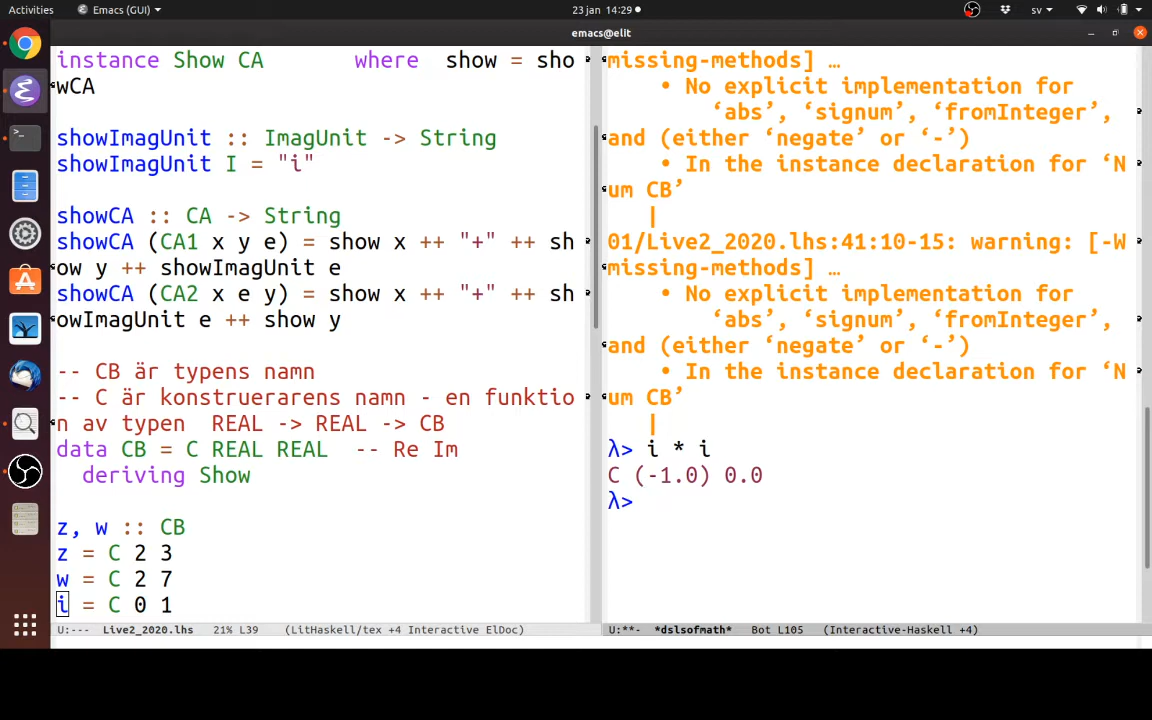 Activities
Emacs (GUI)
23 jan 14:29
sv
emacs@elit
instance Show CA where show = sho
wCA
showImagUnit :: ImagUnit -> String
showImagUnit I = "i"
showCA :: CA -> String
showCA (CA1 x y e) = show x ++ "+" ++ sh
ow y ++ showImagUnit e
showCA (CA2 x e y) = show x ++ "+" ++ sh
owImagUnit e ++ show y
-- CB är typens namn
-- C är konstruerarens namn - en funktio
n av typen REAL -> REAL -> CB
data CB = C REAL REAL -- Re Im
deriving Show
z, w :: CB
z = C 2 3
w = C 2 7
i = C 0 1
U:--- Live2_2020.lhs 21% L39 (LitHaskell/tex +4 Interactive ElDoc)
missing-methods] …
• No explicit implementation for
‘abs’, ‘signum’, ‘fromInteger’,
and (either ‘negate’ or ‘-’)
• In the instance declaration for ‘N
um CB’
|
01/Live2_2020.lhs:41:10-15: warning: [-W
missing-methods] …
• No explicit implementation for
‘abs’, ‘signum’, ‘fromInteger’,
and (either ‘negate’ or ‘-’)
• In the instance declaration for ‘N
um CB’
|
λ> i * i
C (-1.0) 0.0
λ>
U:**- *dslsofmath* Bot L105 (Interactive-Haskell +4)